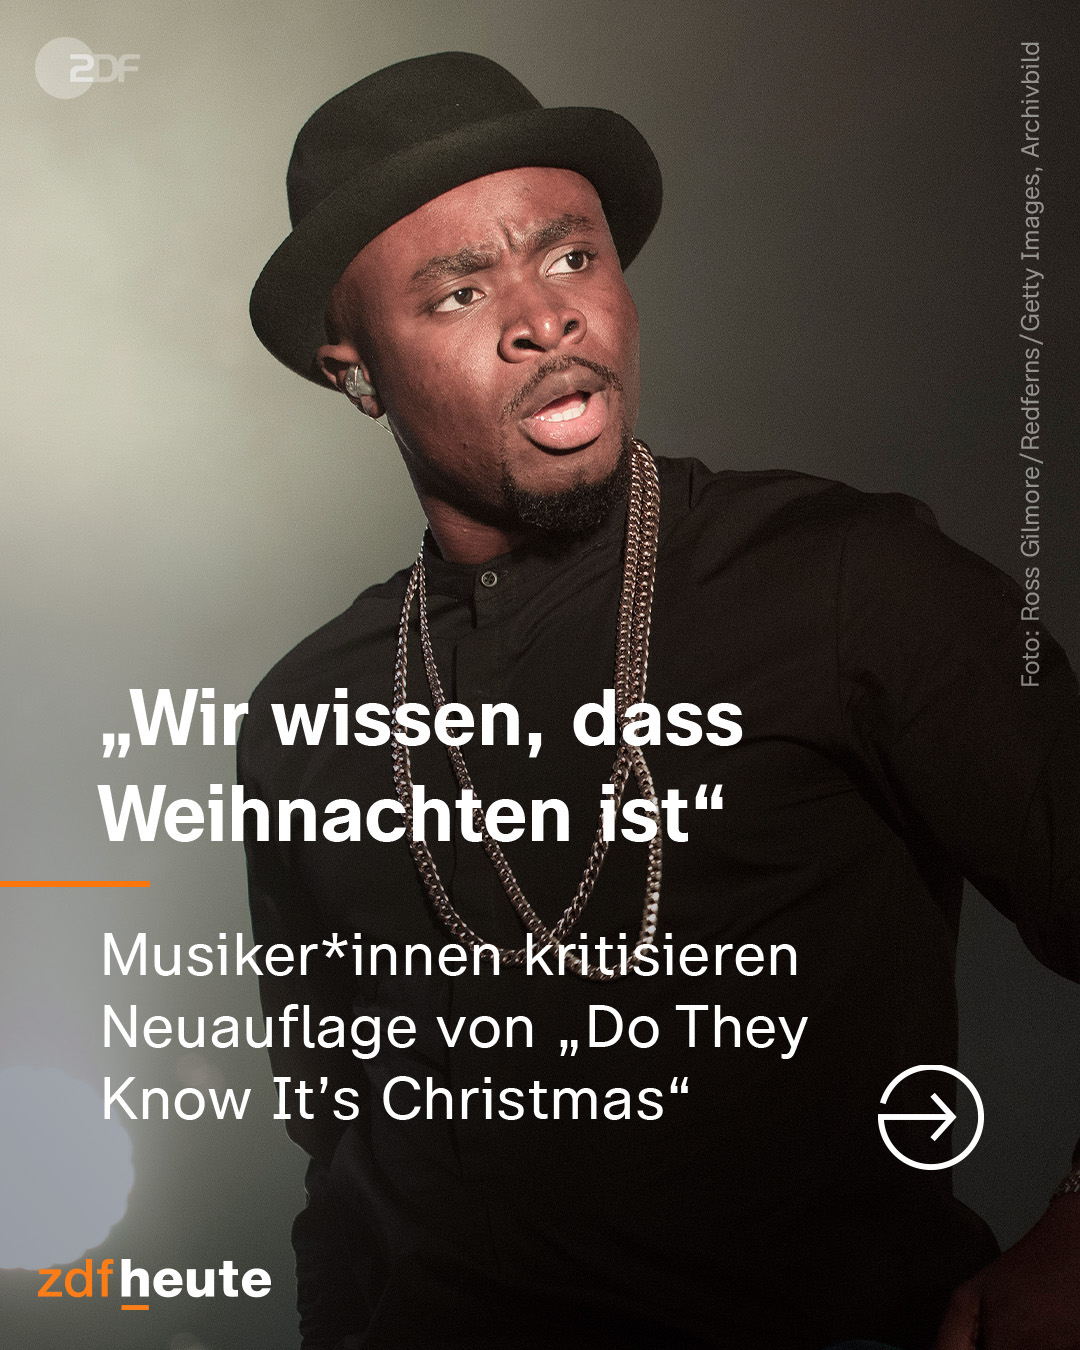 ZDF
Foto: Ross Gilmore/Redferns/Getty Images, Archivbild
„Wir wissen, dass
Weihnachten ist“
Musiker*innen kritisieren
Neuauflage von „Do They
Know It’s Christmas“
zdfheute